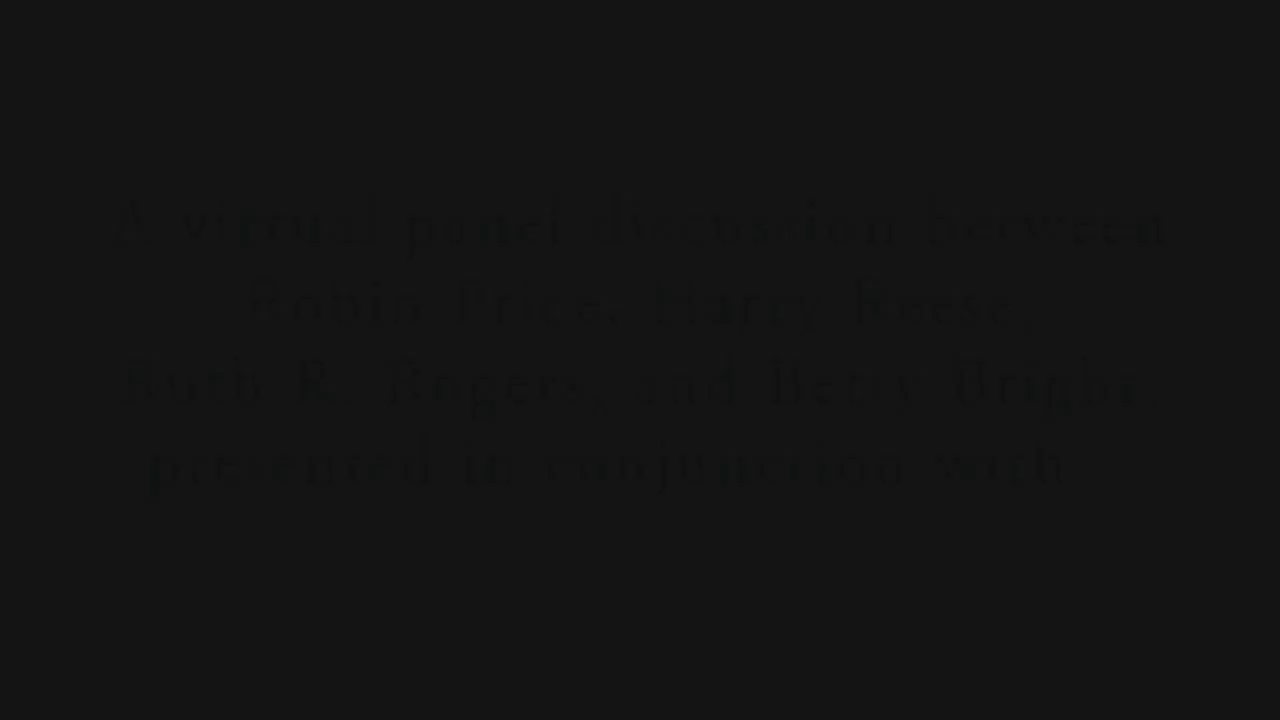 A virtual panel discussion between
Robin Price, Harry Reese,
Ruth R. Rogers, and Betty Bright,
presented in conjunction with